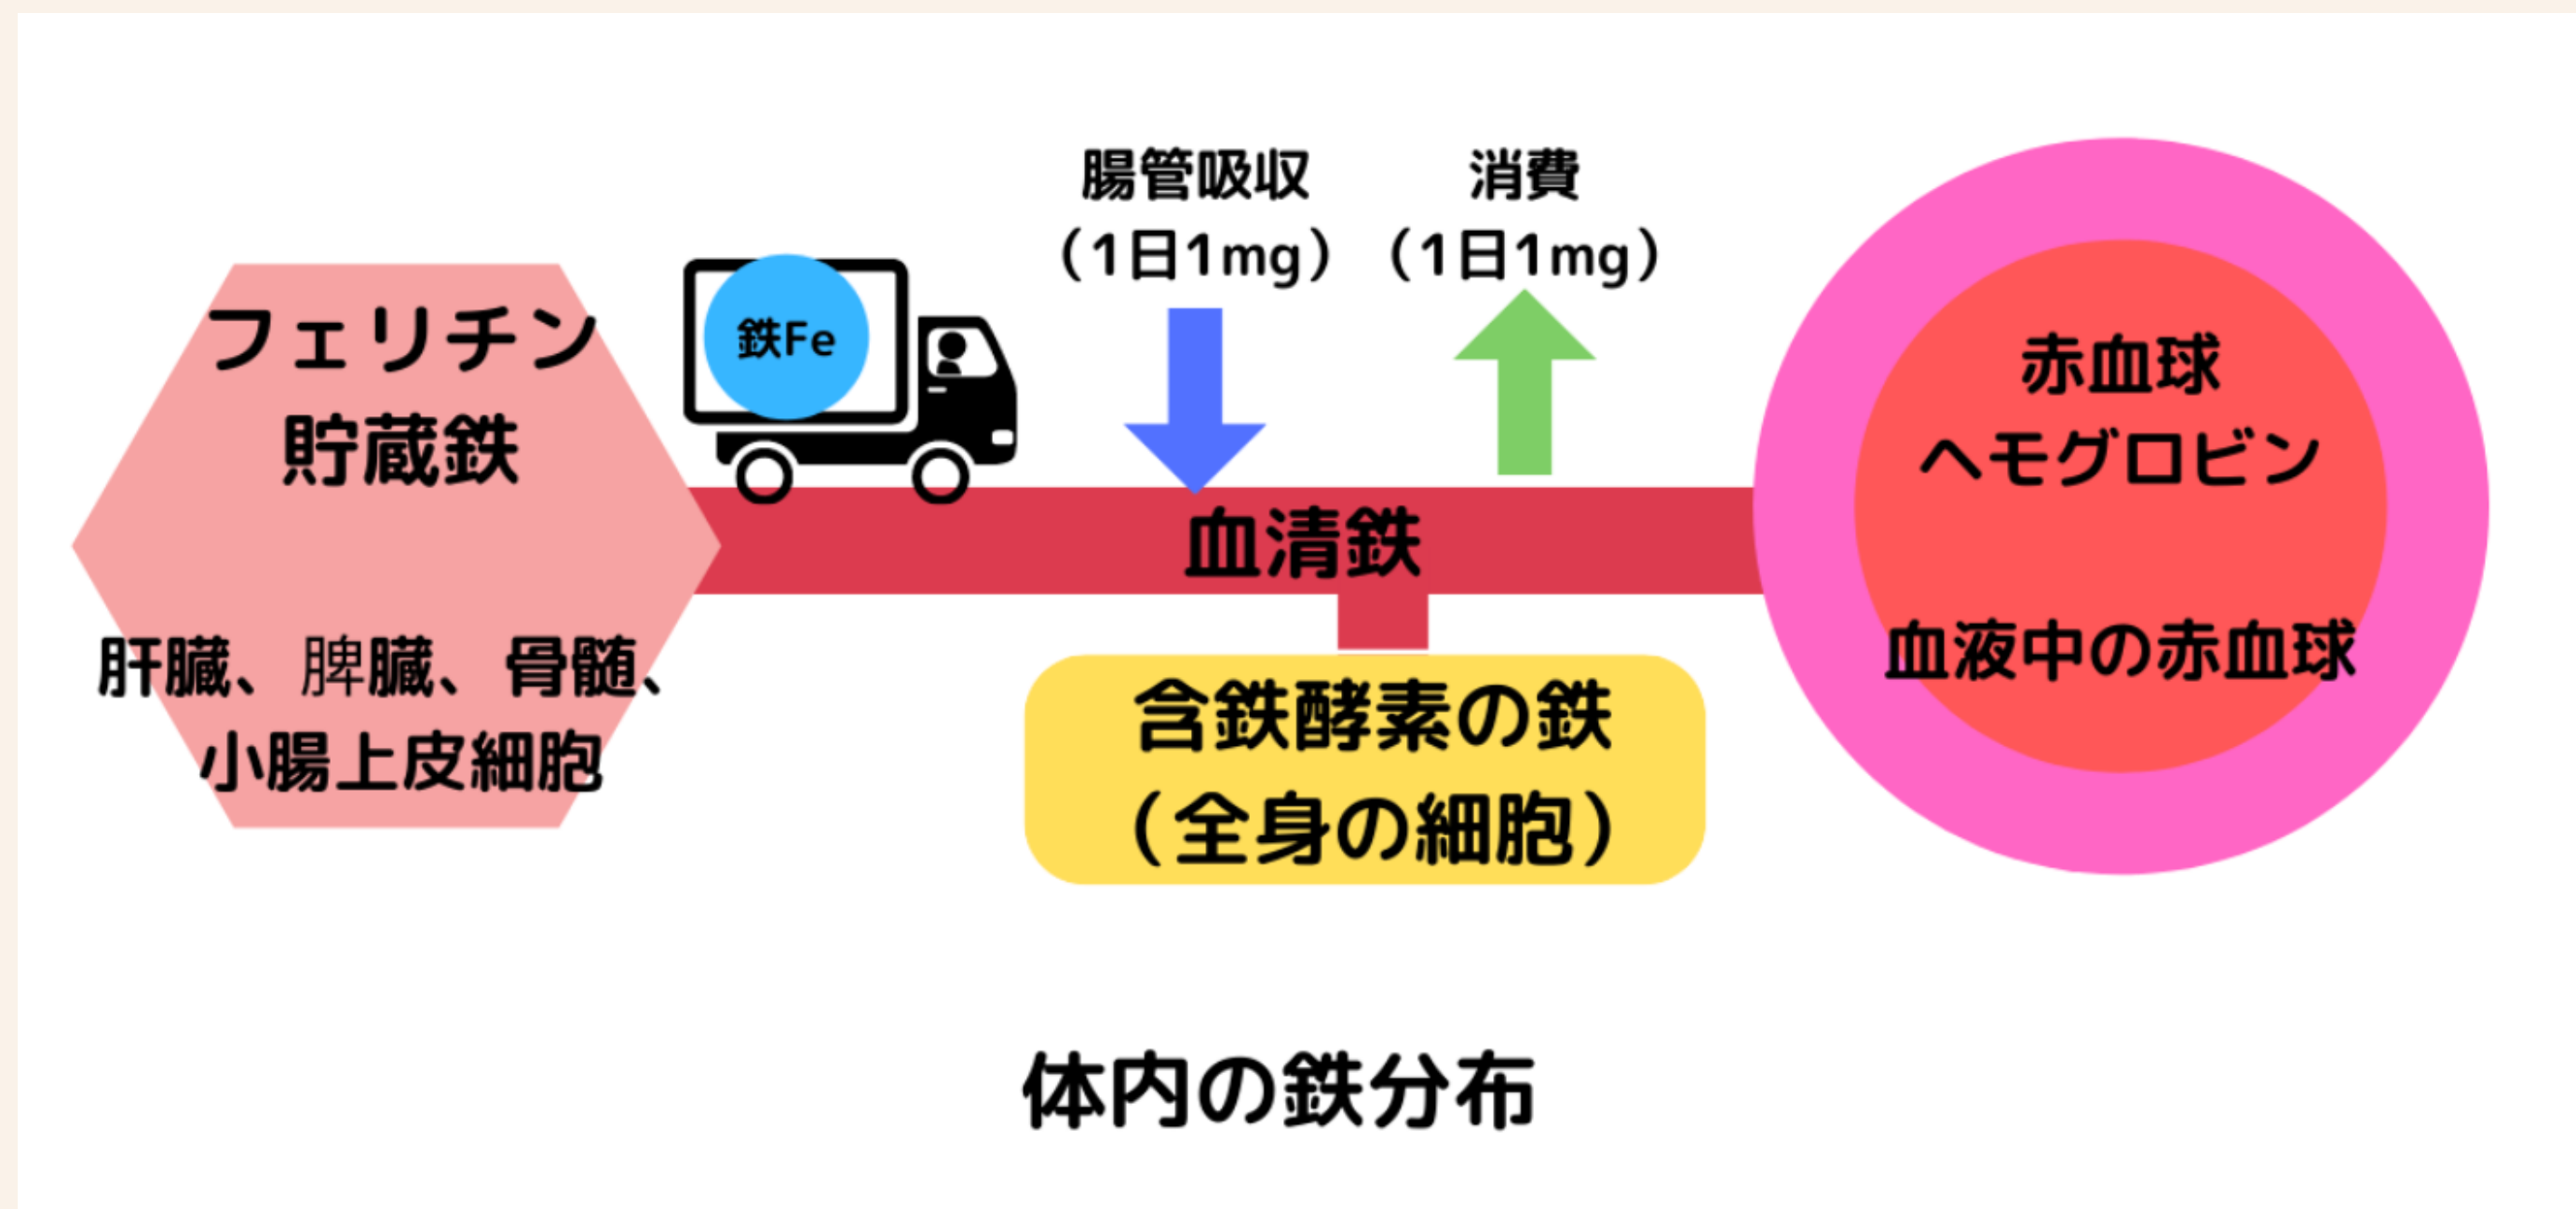 フェリチン
貯蔵鉄
肝臓、脾臓、骨髄、
小腸上皮細胞
鉄Fe
腸管吸収
（1日1mg）
消費
（1日1mg）
血清鉄
含鉄酵素の鉄
（全身の細胞）
赤血球
ヘモグロビン
血液中の赤血球
体内の鉄分布